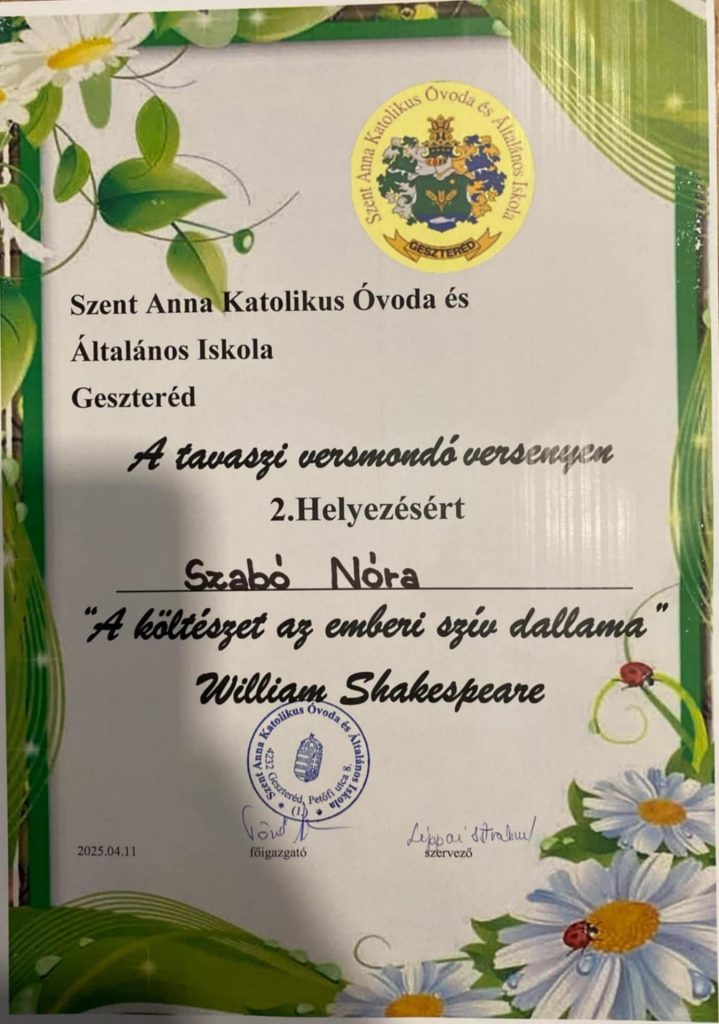 Szent Anna Katolikus Óvoda és Általános Iskola
GESZTERÉD
Szent Anna Katolikus Óvoda és
Általános Iskola
Geszteréd
A tavaszi versmondó versenyen
2.Helyezésért
Szabó Nóra
"A költészet az emberi szív dallama"
William Shakespeare
Szent Anna Katolikus Óvoda és Általános Iskola
4232 Geszteréd, Petőfi utca 8.
(1.)
2025.04.11
főigazgató
szervező